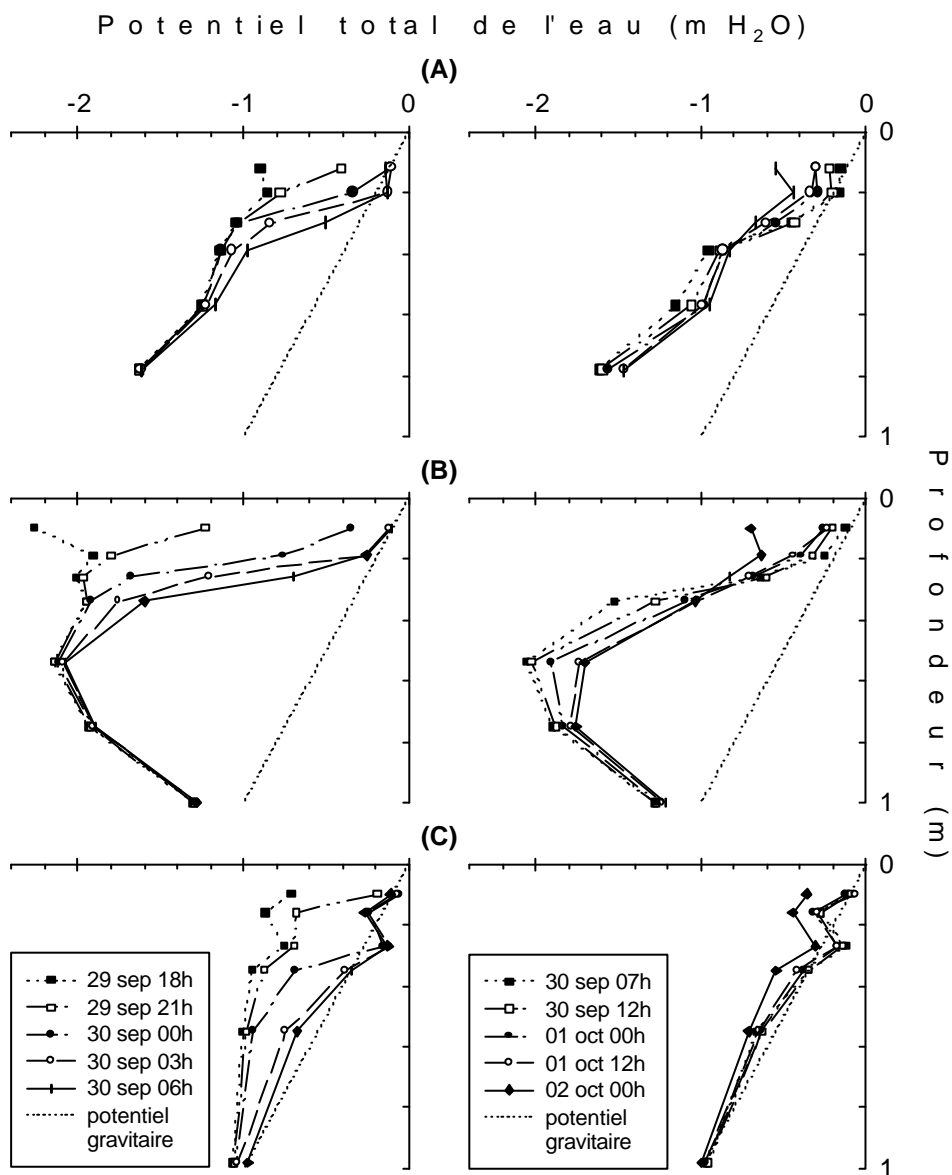 Potentiel total de l'eau (m H₂O)
(A)
-2 -1 0
-2 -1 0
0
1
(B)
0
1
(C)
0
1
Profondeur (m)
29 sep 18h
29 sep 21h
30 sep 00h
30 sep 03h
30 sep 06h
potentiel
gravitaire
30 sep 07h
30 sep 12h
01 oct 00h
01 oct 12h
02 oct 00h
potentiel
gravitaire